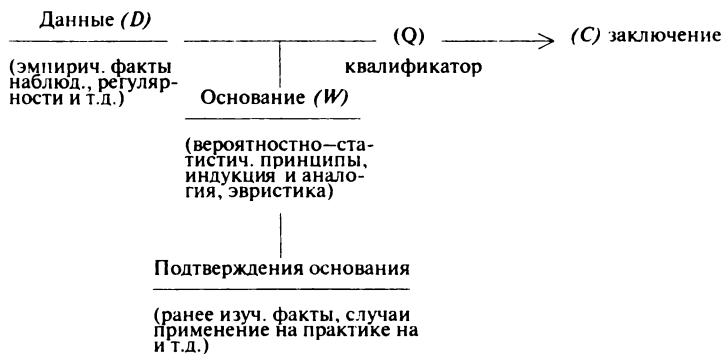 Данные (D)
(Q)
(C) заключение
(эмпирич. факты
наблюд., регуляр-
ности и т.д.)
квалификатор
Основание (W)
(вероятностно—ста-
тистич. принципы,
индукция и анало-
гия, эвристика)
Подтверждения основания
(ранее изуч. факты, случаи
применение на практике на
и т.д.)